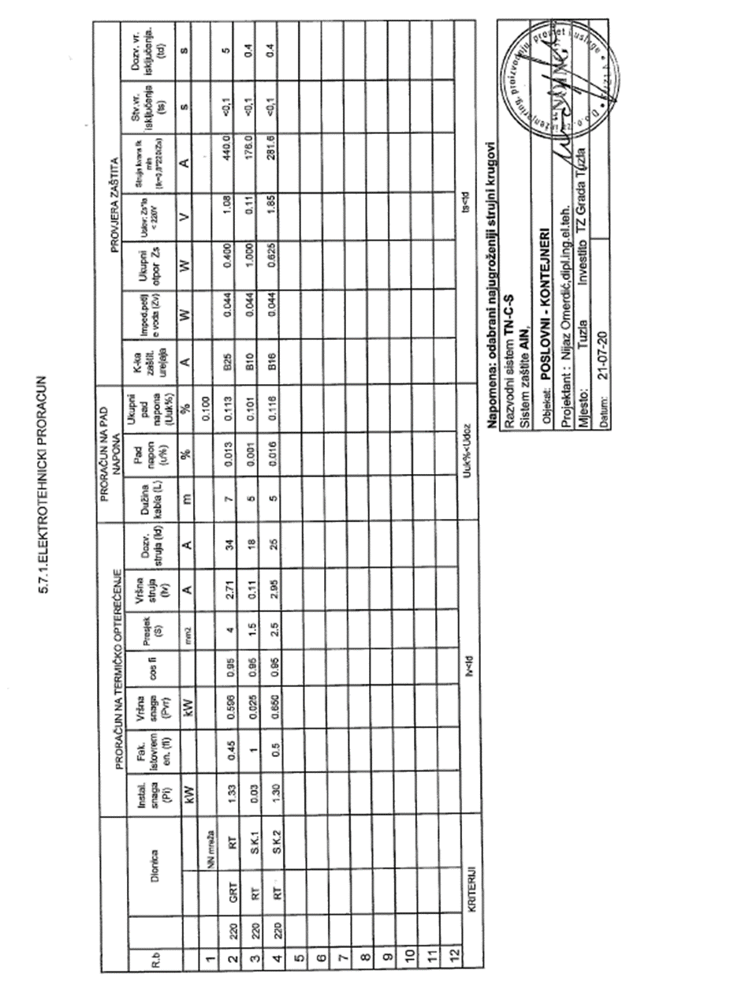 5.7.1.ELEKTROTEHNICKI PRORAČUN
PRORAČUN NA TERMIČKO OPTEREĆENJE PRORAČUN NA PAD NAPONA PROVJERA ZAŠTITA
R.b Dionica Instal. snaga (Pi) Fak. istovrem en. (fi) Vršna snaga (Pvr) cos fi Presjek (S) Vršna struja (Iv) Dozv. struja (Id) Dužina kabla (L) Pad napon (u%) Ukupni pad napona (Uuk%) K-ka zaštit. uređaja Imped.petlj e voda (Zv) Ukupni otpor Zs Uslov: Zs*Ia < 220V Struja kvara Ik min (Ik=0,8*220/Zs) Stv.vr. isključenja (ts) Dozv. vr. isključenja. (td)
kW kW mm2 A A m % % A W W V A s s
1 NN mreža 0.100
2 220 GRT RT 1.33 0.45 0.596 0.95 4 2.71 34 7 0.013 0.113 B25 0.044 0.400 1.08 440.0 <0,1 5
3 220 RT S.K.1 0.03 1 0.025 0.95 1.5 0.11 18 5 0.001 0.101 B10 0.044 1.000 0.11 176.0 <0,1 0.4
4 220 RT S.K.2 1.30 0.5 0.650 0.95 2.5 2.95 25 5 0.016 0.116 B16 0.044 0.625 1.85 281.6 <0,1 0.4
5
6
7
8
9
10
11
12
KRITERIJI Iv<Id Uuk%<Udoz ts<td
Napomena: odabrani najugroženiji strujni krugovi
Razvodni sistem TN-C-S
Sistem zaštite AIN,
Objekat: POSLOVNI - KONTEJNERI
Projektant : Nijaz Omerdić,dipl.ing.el.teh.
Mjesto: Tuzla Investito TZ Grada Tuzla
Datum: 21-07-20
D.o.o. za inženjering, proizvodnju, promet i usluge